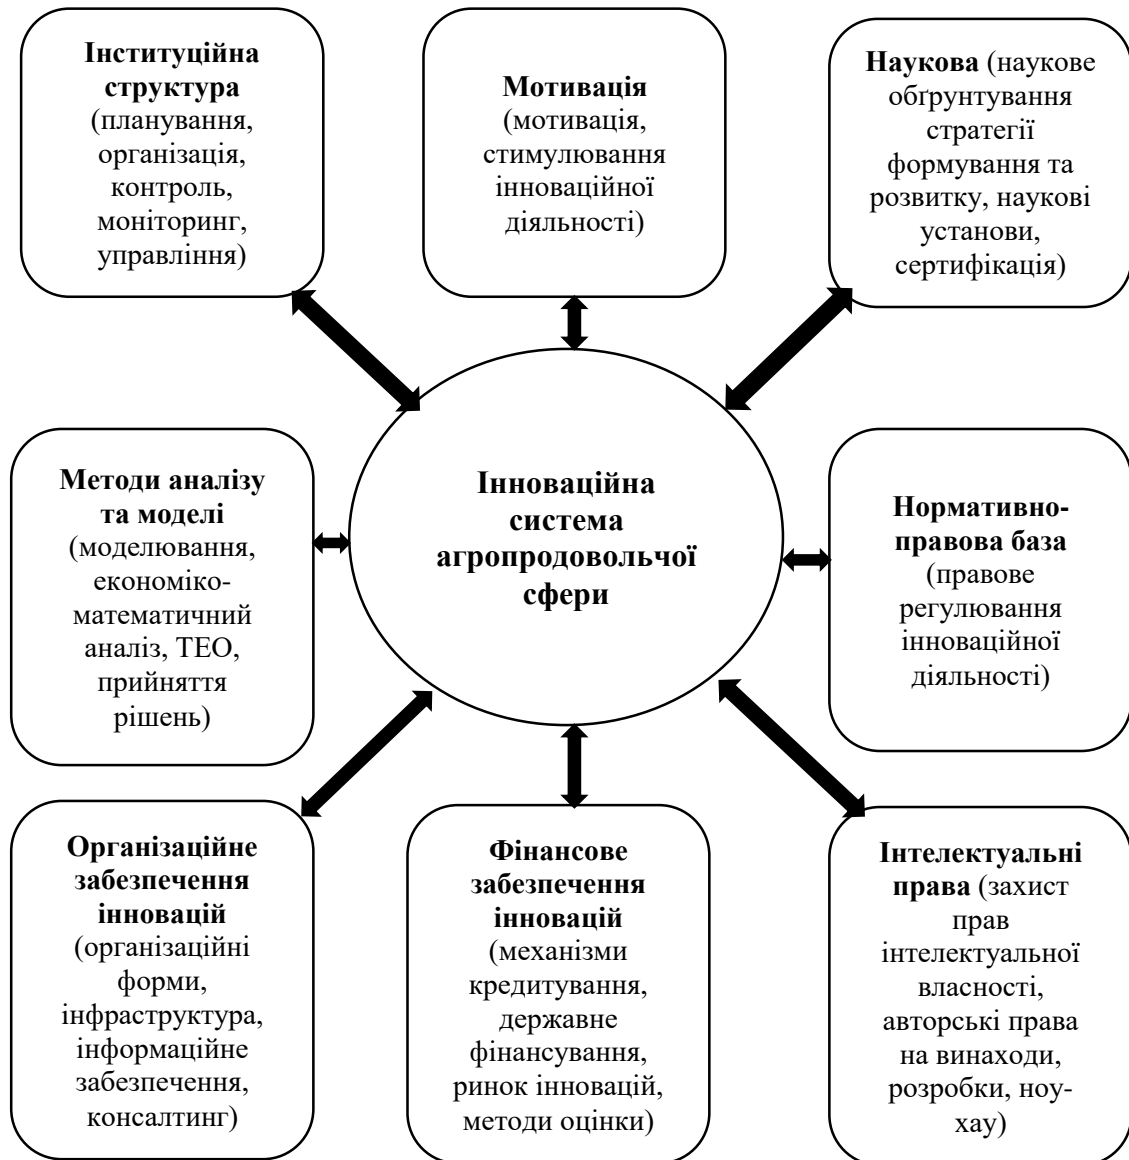 Інституційна
структура
(планування,
організація,
контроль,
моніторинг,
управління)
Мотивація
(мотивація,
стимулювання
інноваційної
діяльності)
Наукова (наукове
обґрунтування
стратегії
формування та
розвитку, наукові
установи,
сертифікація)
Методи аналізу
та моделі
(моделювання,
економіко-
математичний
аналіз, ТЕО,
прийняття
рішень)
Інноваційна
система
агропродовольчої
сфери
Нормативно-
правова база
(правове
регулювання
інноваційної
діяльності)
Організаційне
забезпечення
інновацій
(організаційні
форми,
інфраструктура,
інформаційне
забезпечення,
консалтинг)
Фінансове
забезпечення
інновацій
(механізми
кредитування,
державне
фінансування,
ринок інновацій,
методи оцінки)
Інтелектуальні
права (захист
прав
інтелектуальної
власності,
авторські права
на винаходи,
розробки, ноу-
хау)